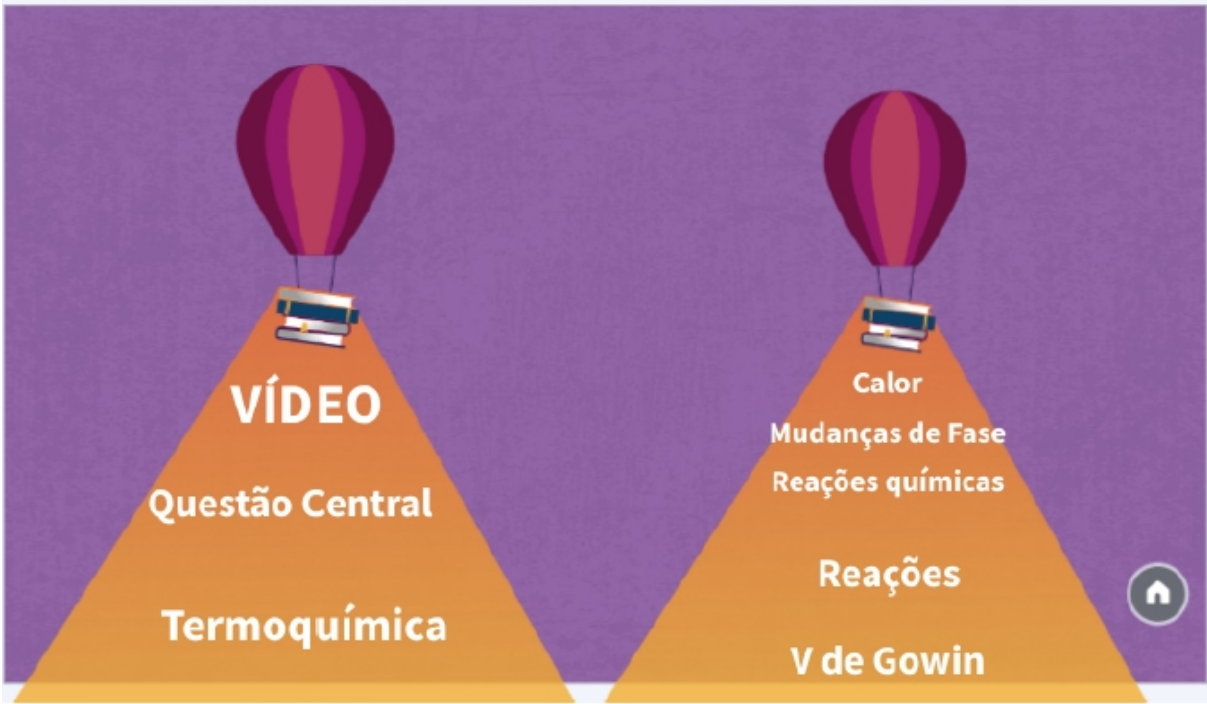 VÍDEO
Questão Central
Termoquímica
Calor
Mudanças de Fase
Reações químicas
Reações
V de Gowin